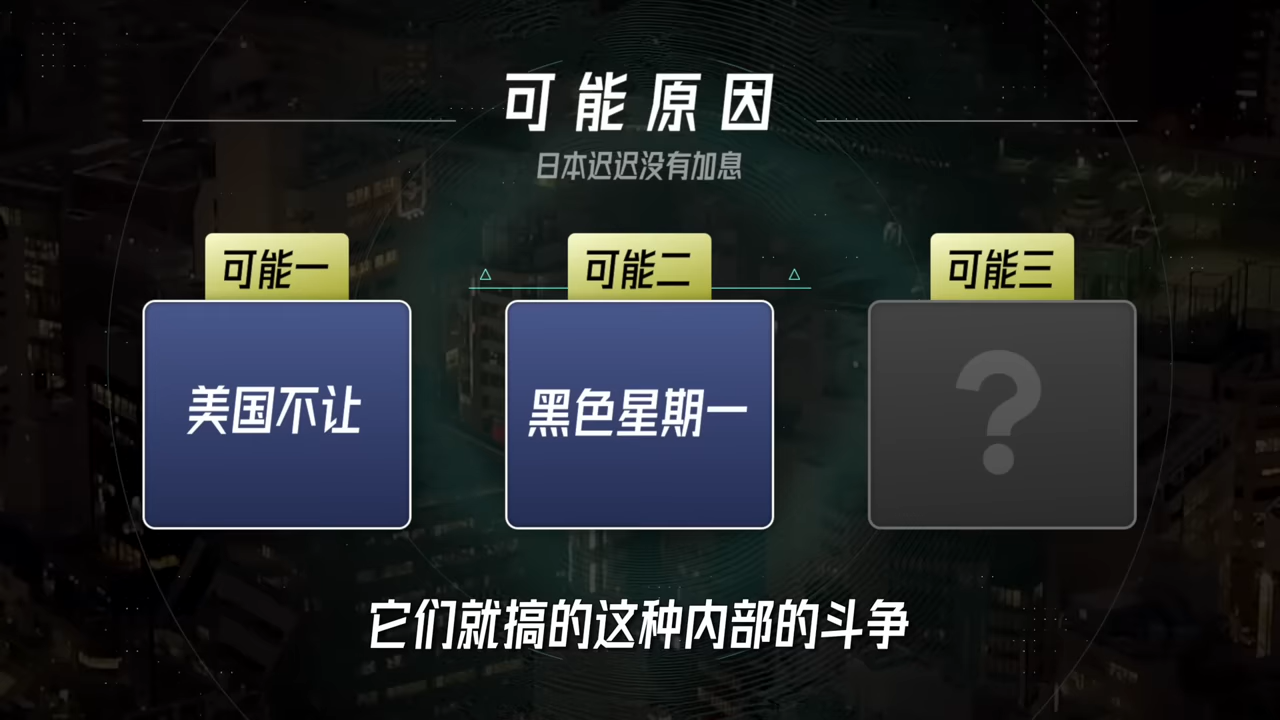 可能原因
日本迟迟没有加息
可能一
可能二
可能三
美国不让
黑色星期一
?
它们就搞的这种内部的斗争